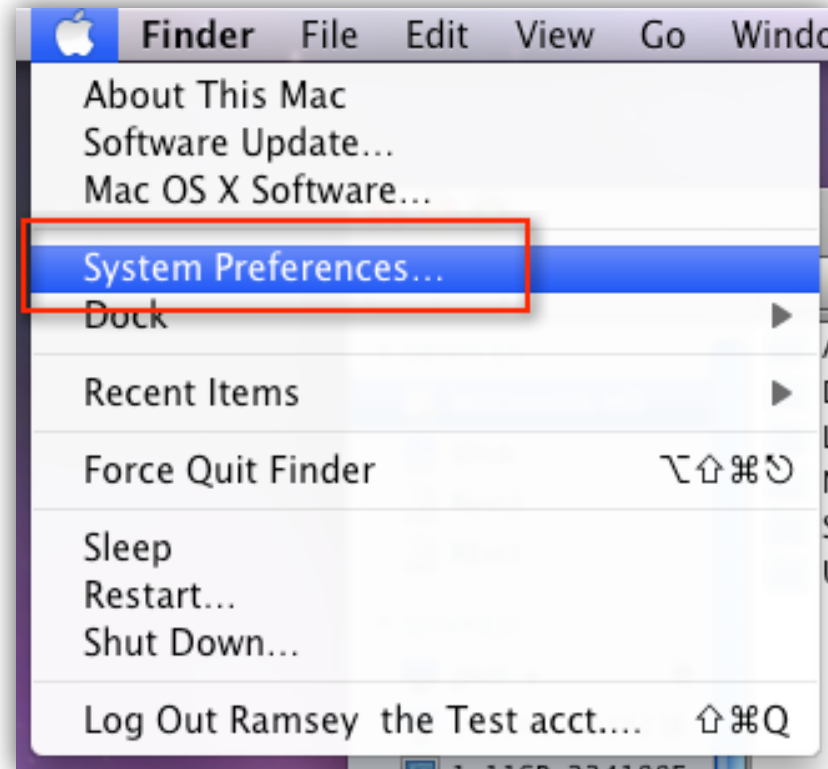 Finder File Edit View Go Windo
About This Mac
Software Update...
Mac OS X Software...
System Preferences...
Dock
Recent Items
Force Quit Finder ⌥⇧⌘⎋
Sleep
Restart...
Shut Down...
Log Out Ramsey the Test acct.... ⇧⌘Q